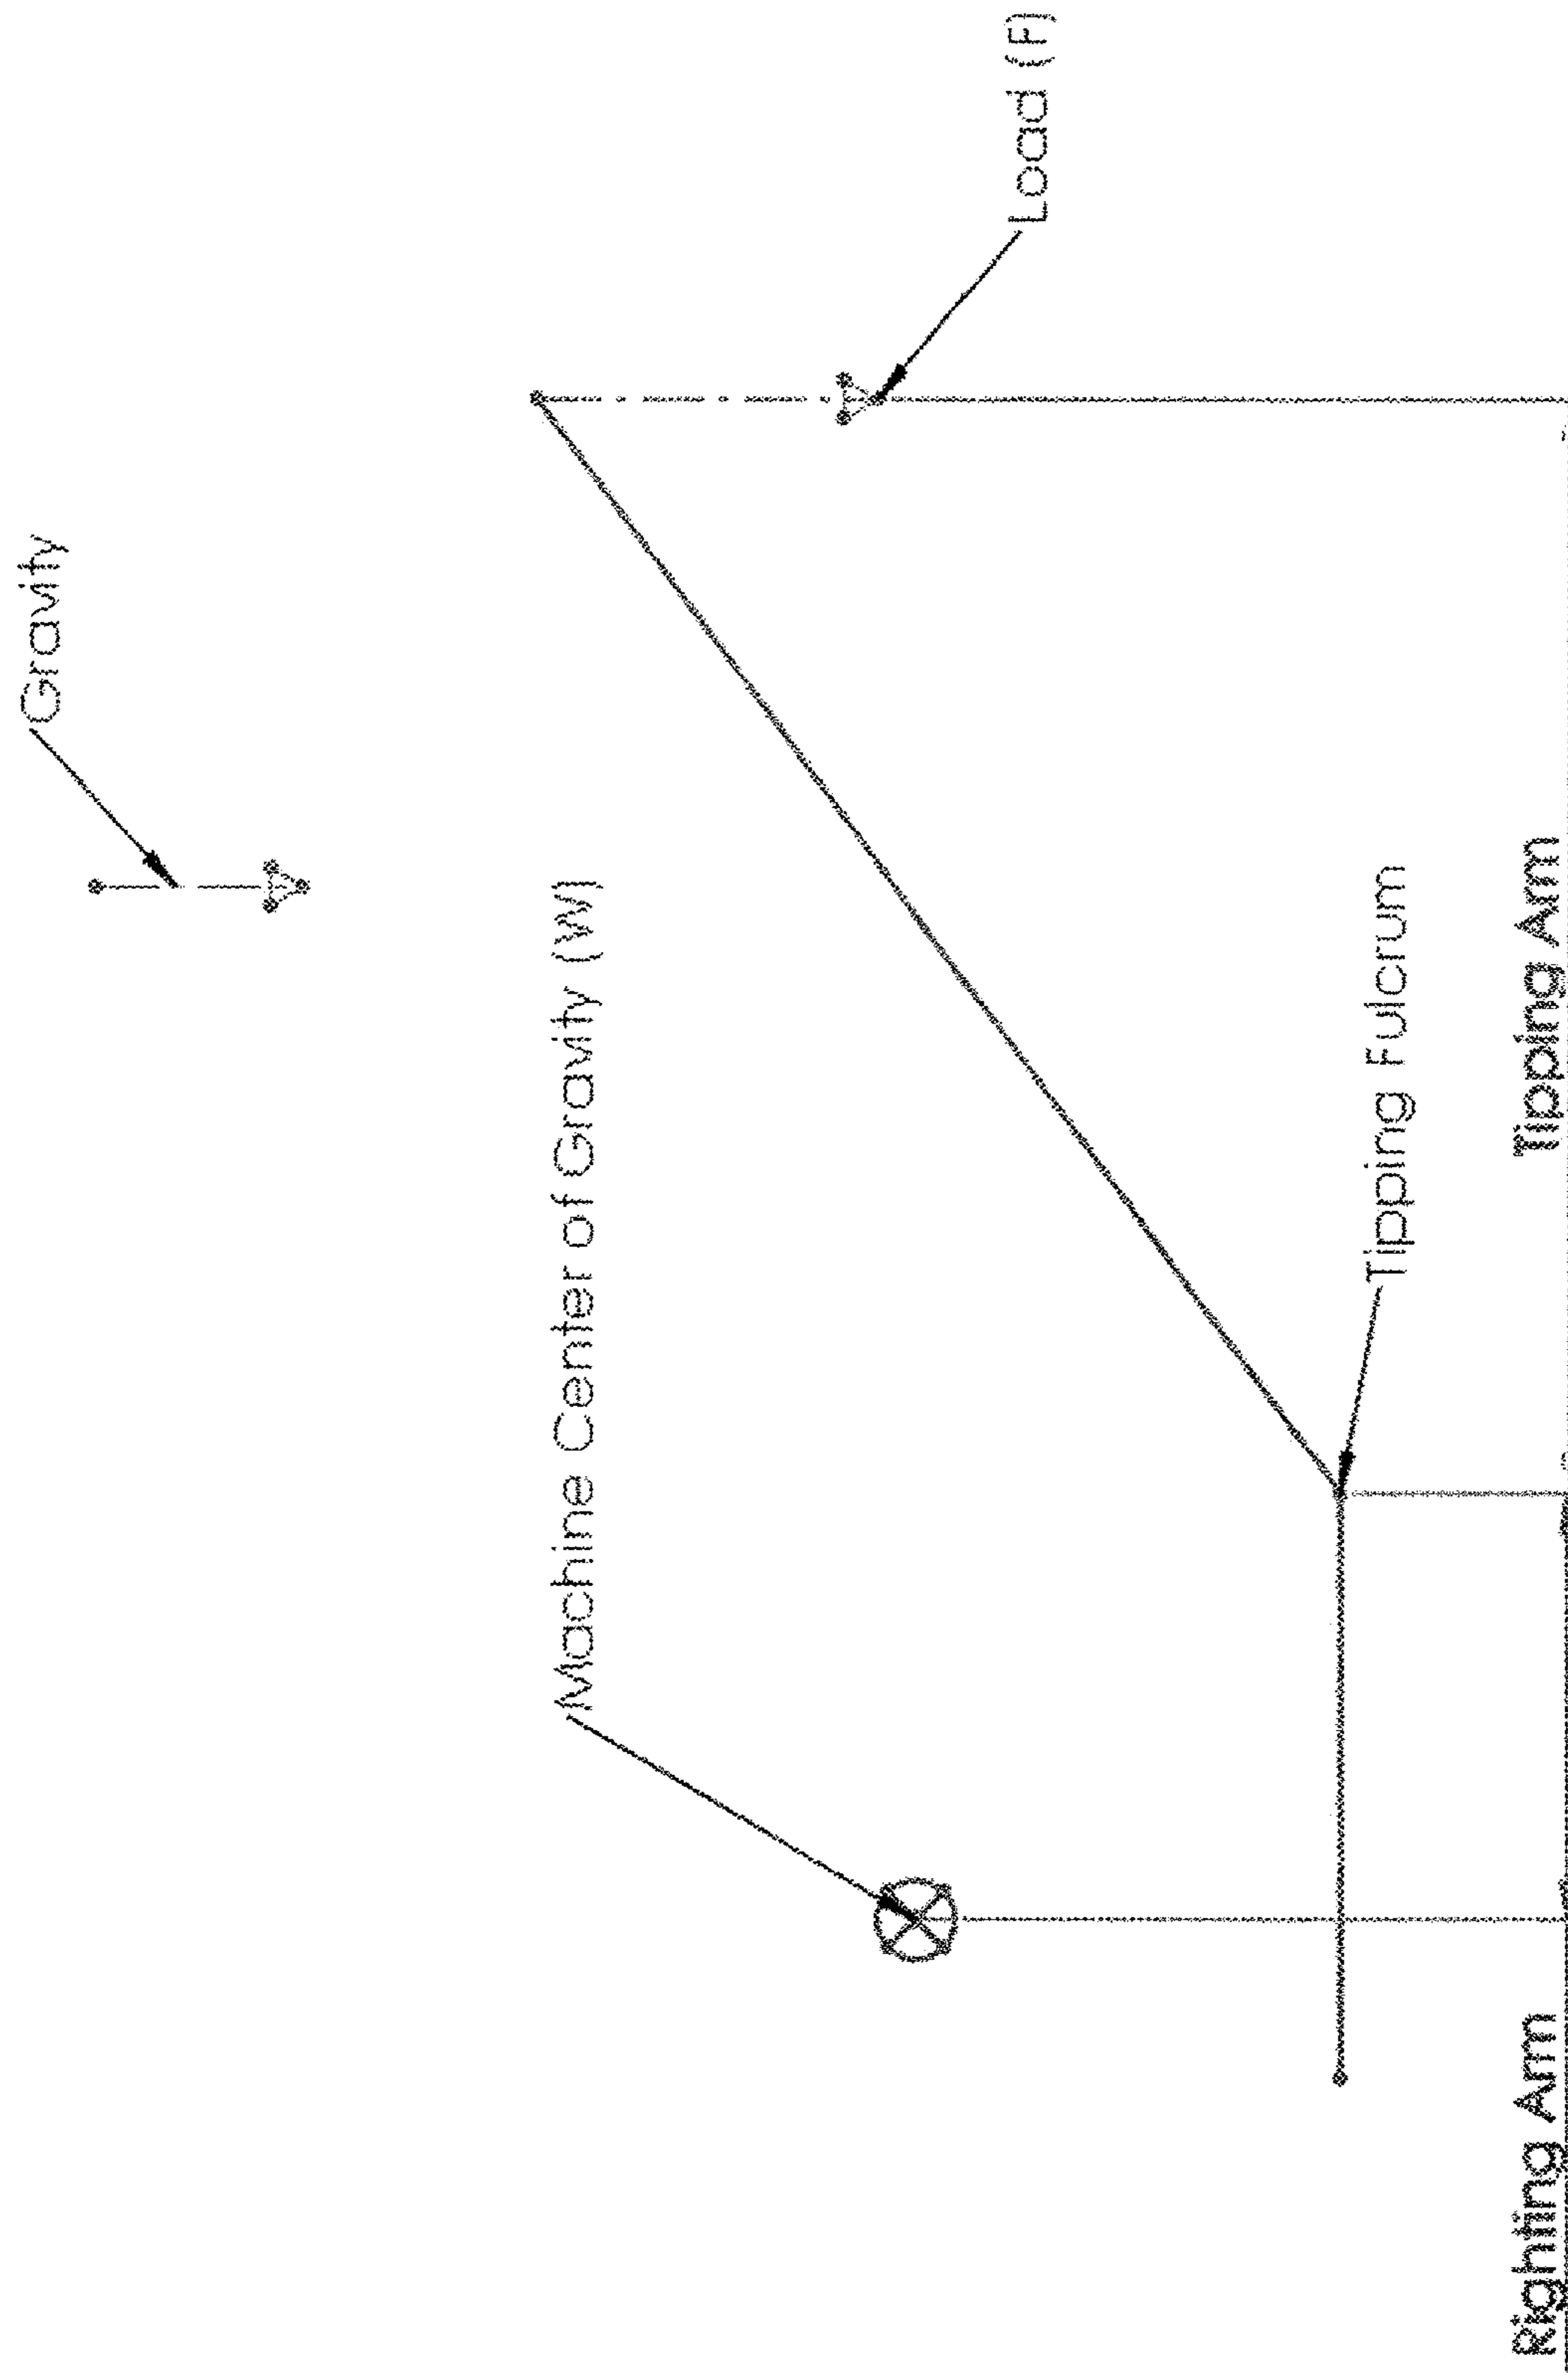 Gravity
Load (F)
Machine Center of Gravity (W)
Tipping Fulcrum
Righting Arm
Tipping Arm